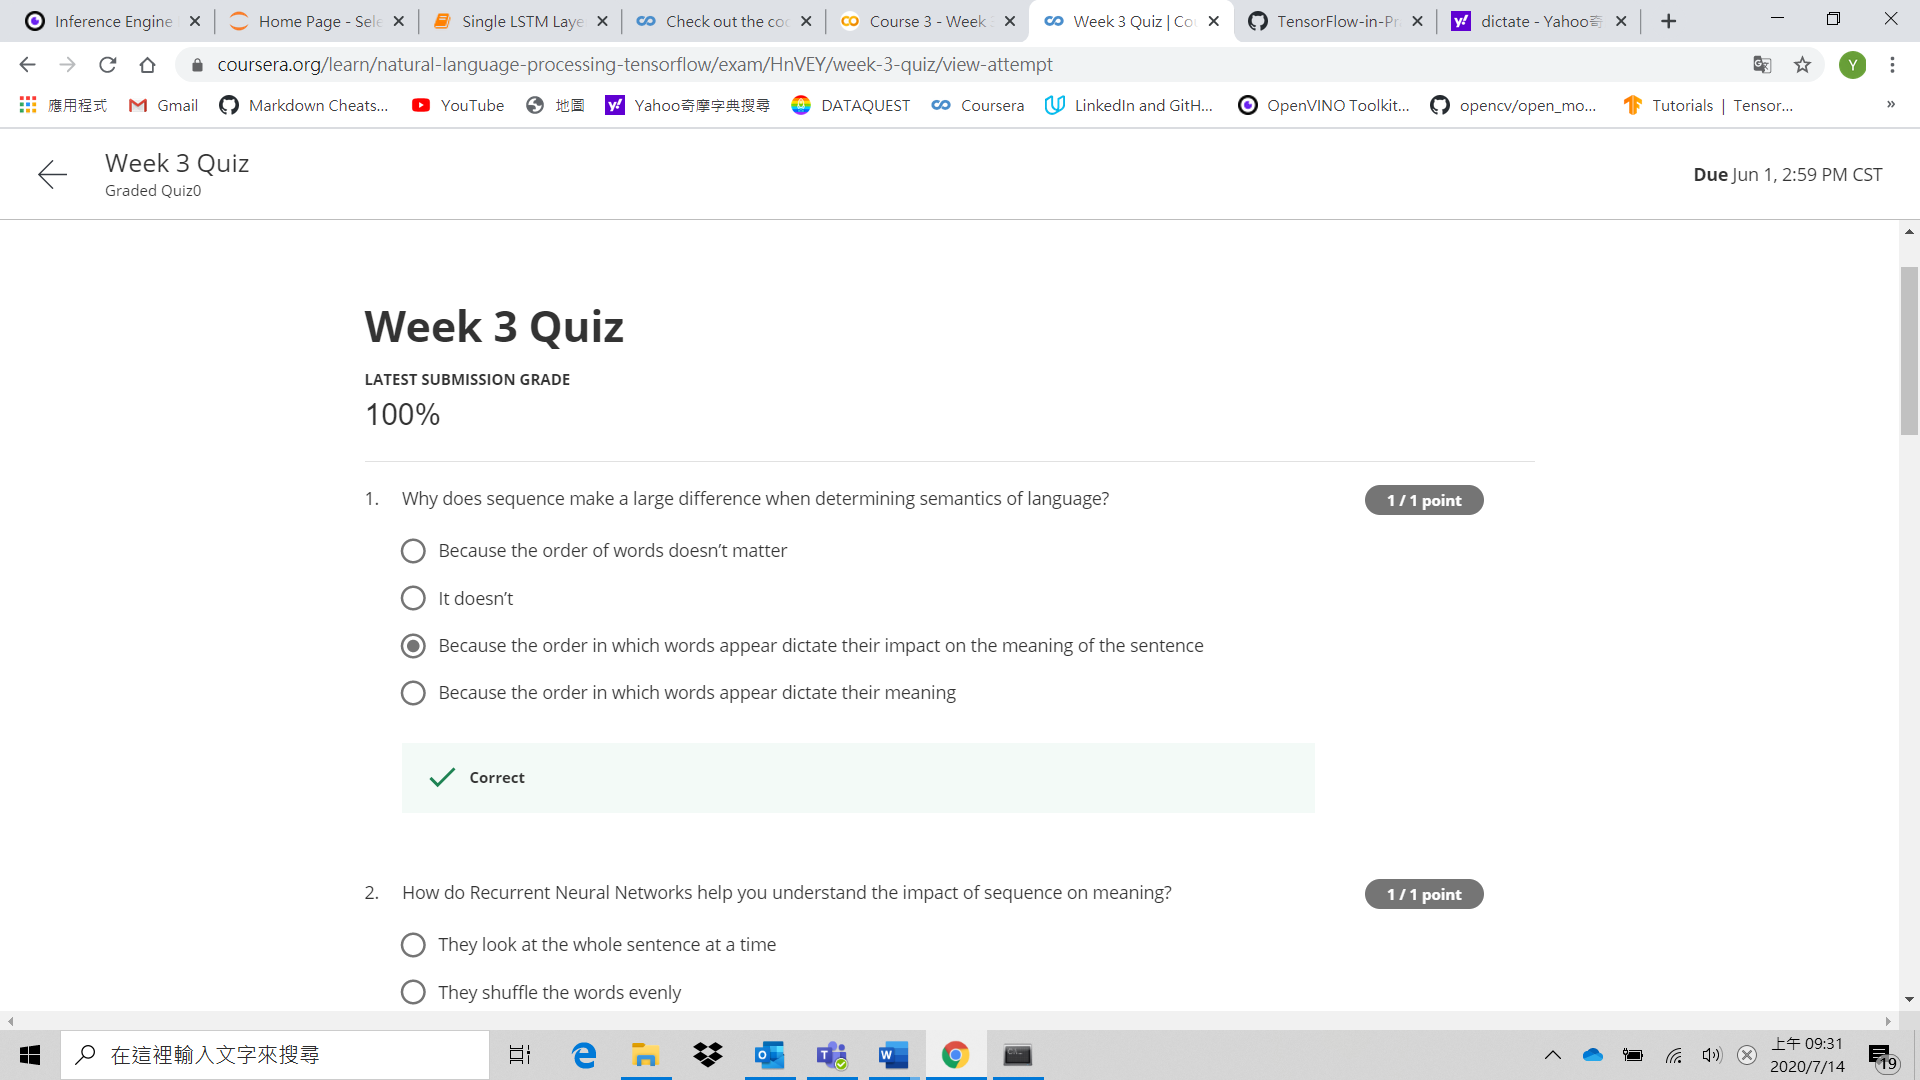 Inference Engine
Home Page - Sele
Single LSTM Laye
Check out the coc
Course 3 - Week
Week 3 Quiz | Co
TensorFlow-in-Pr
dictate - Yahoo奇
coursera.org/learn/natural-language-processing-tensorflow/exam/HnVEY/week-3-quiz/view-attempt
Y
應用程式
Gmail
Markdown Cheats...
YouTube
地圖
Yahoo奇摩字典搜尋
DATAQUEST
Coursera
LinkedIn and GitH...
OpenVINO Toolkit...
opencv/open_mo...
Tutorials | Tensor...
»
Week 3 Quiz
Graded Quiz0
Due Jun 1, 2:59 PM CST
Week 3 Quiz
LATEST SUBMISSION GRADE
100%
1. Why does sequence make a large difference when determining semantics of language?
1 / 1 point
Because the order of words doesn’t matter
It doesn’t
Because the order in which words appear dictate their impact on the meaning of the sentence
Because the order in which words appear dictate their meaning
Correct
2. How do Recurrent Neural Networks help you understand the impact of sequence on meaning?
1 / 1 point
They look at the whole sentence at a time
They shuffle the words evenly
在這裡輸入文字來搜尋
上午 09:31
2020/7/14
19